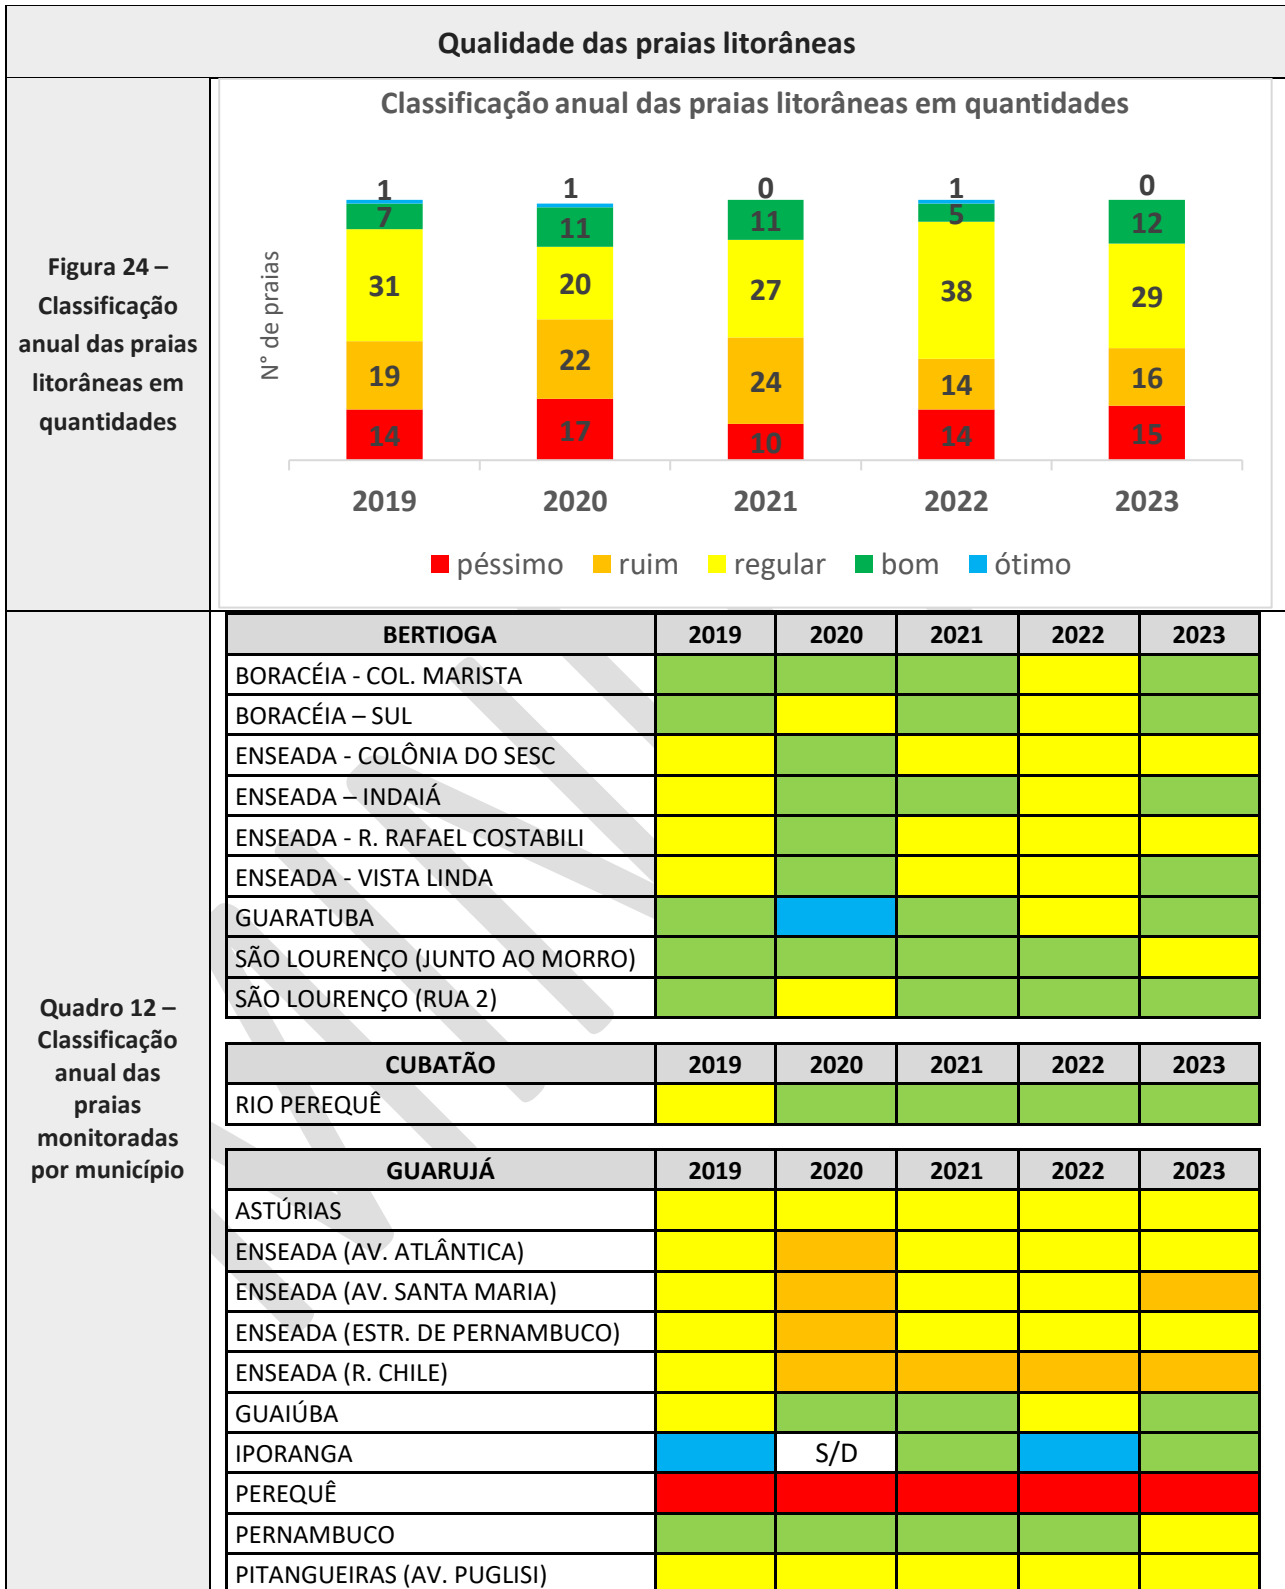 Qualidade das praias litorâneas
Figura 24 –
Classificação
anual das praias
litorâneas em
quantidades
Classificação anual das praias litorâneas em quantidades
N° de praias
1 1 0 1 0
7 11 11 5 12
31 20 27 38 29
19 22 24 14 16
14 17 10 14 15
2019 2020 2021 2022 2023
péssimo ruim regular bom ótimo
Quadro 12 –
Classificação
anual das
praias
monitoradas
por município
BERTIOGA 2019 2020 2021 2022 2023
BORACÉIA - COL. MARISTA
BORACÉIA – SUL
ENSEADA - COLÔNIA DO SESC
ENSEADA – INDAIÁ
ENSEADA - R. RAFAEL COSTABILI
ENSEADA - VISTA LINDA
GUARATUBA
SÃO LOURENÇO (JUNTO AO MORRO)
SÃO LOURENÇO (RUA 2)
CUBATÃO 2019 2020 2021 2022 2023
RIO PEREQUÊ
GUARUJÁ 2019 2020 2021 2022 2023
ASTÚRIAS
ENSEADA (AV. ATLÂNTICA)
ENSEADA (AV. SANTA MARIA)
ENSEADA (ESTR. DE PERNAMBUCO)
ENSEADA (R. CHILE)
GUAIÚBA
IPORANGA S/D
PEREQUÊ
PERNAMBUCO
PITANGUEIRAS (AV. PUGLISI)